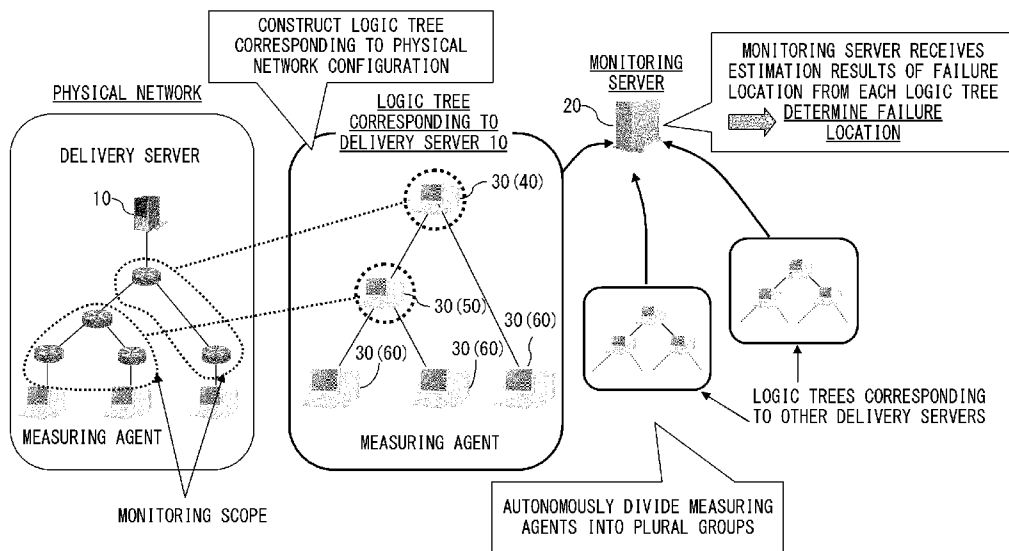 CONSTRUCT LOGIC TREE
CORRESPONDING TO PHYSICAL
NETWORK CONFIGURATION
MONITORING
SERVER
20
MONITORING SERVER RECEIVES
ESTIMATION RESULTS OF FAILURE
LOCATION FROM EACH LOGIC TREE
DETERMINE FAILURE
LOCATION
PHYSICAL NETWORK
DELIVERY SERVER
10
MEASURING AGENT
MONITORING SCOPE
LOGIC TREE
CORRESPONDING TO
DELIVERY SERVER 10
30(40)
30(50)
30(60)
30(60)
30(60)
MEASURING AGENT
LOGIC TREES CORRESPONDING
TO OTHER DELIVERY SERVERS
AUTONOMOUSLY DIVIDE MEASURING
AGENTS INTO PLURAL GROUPS